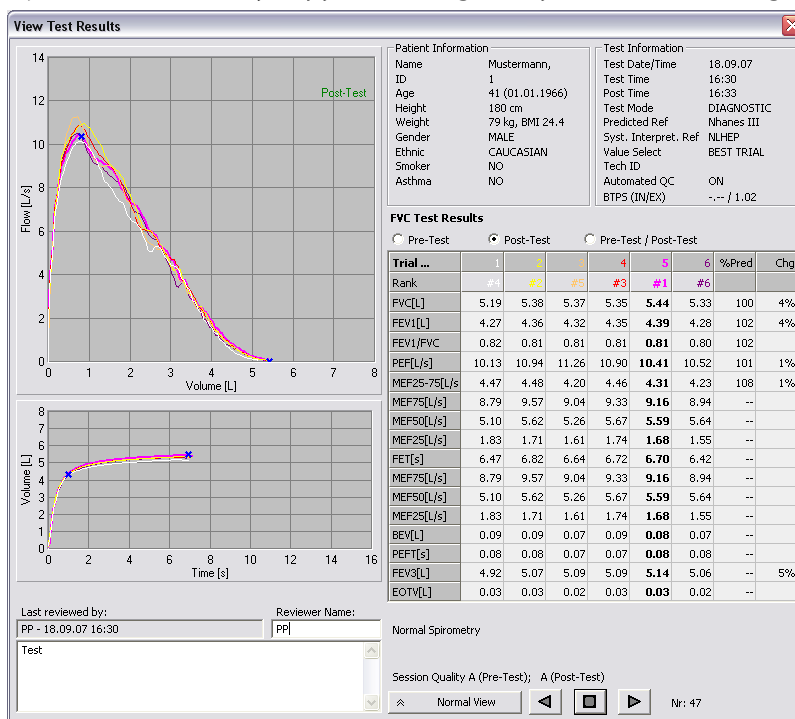 View Test Results
14
12
10
8
6
4
2
0
Flow [L/s]
Post-Test
0 1 2 3 4 5 6 7 8
Volume [L]
8
7
6
5
4
3
2
1
0
Volume [L]
0 2 4 6 8 10 12 14 16
Time [s]
Last reviewed by:
PP - 18.09.07 16:30
Reviewer Name:
PP
Test
Patient Information
Name Mustermann,
ID 1
Age 41 (01.01.1966)
Height 180 cm
Weight 79 kg, BMI 24.4
Gender MALE
Ethnic CAUCASIAN
Smoker NO
Asthma NO
Test Information
Test Date/Time 18.09.07
Test Time 16:30
Post Time 16:33
Test Mode DIAGNOSTIC
Predicted Ref Nhanes III
Syst. Interpret. Ref NLHEP
Value Select BEST TRIAL
Tech ID
Automated QC ON
BTPS (IN/EX) -.-- / 1.02
FVC Test Results
Pre-Test Post-Test Pre-Test / Post-Test
Trial ... 1 2 3 4 5 6 %Pred Chg
Rank #4 #2 #5 #3 #1 #6
FVC[L] 5.19 5.38 5.37 5.35 5.44 5.33 100 4%
FEV1[L] 4.27 4.36 4.32 4.35 4.39 4.28 102 4%
FEV1/FVC 0.82 0.81 0.81 0.81 0.81 0.80 102
PEF[L/s] 10.13 10.94 11.26 10.90 10.41 10.52 101 1%
MEF25-75[L/s 4.47 4.48 4.20 4.46 4.31 4.23 108 1%
MEF75[L/s] 8.79 9.57 9.04 9.33 9.16 8.94 --
MEF50[L/s] 5.10 5.62 5.26 5.67 5.59 5.64 --
MEF25[L/s] 1.83 1.71 1.61 1.74 1.68 1.55 --
FET[s] 6.47 6.82 6.64 6.72 6.70 6.42 --
MEF75[L/s] 8.79 9.57 9.04 9.33 9.16 8.94 --
MEF50[L/s] 5.10 5.62 5.26 5.67 5.59 5.64 --
MEF25[L/s] 1.83 1.71 1.61 1.74 1.68 1.55 --
BEV[L] 0.09 0.09 0.07 0.09 0.08 0.07 --
PEFT[s] 0.08 0.08 0.07 0.07 0.08 0.08 --
FEV3[L] 4.92 5.07 5.09 5.09 5.14 5.06 -- 5%
EOTV[L] 0.03 0.03 0.02 0.03 0.03 0.02 --
Normal Spirometry
Session Quality A (Pre-Test); A (Post-Test)
Normal View
Nr: 47